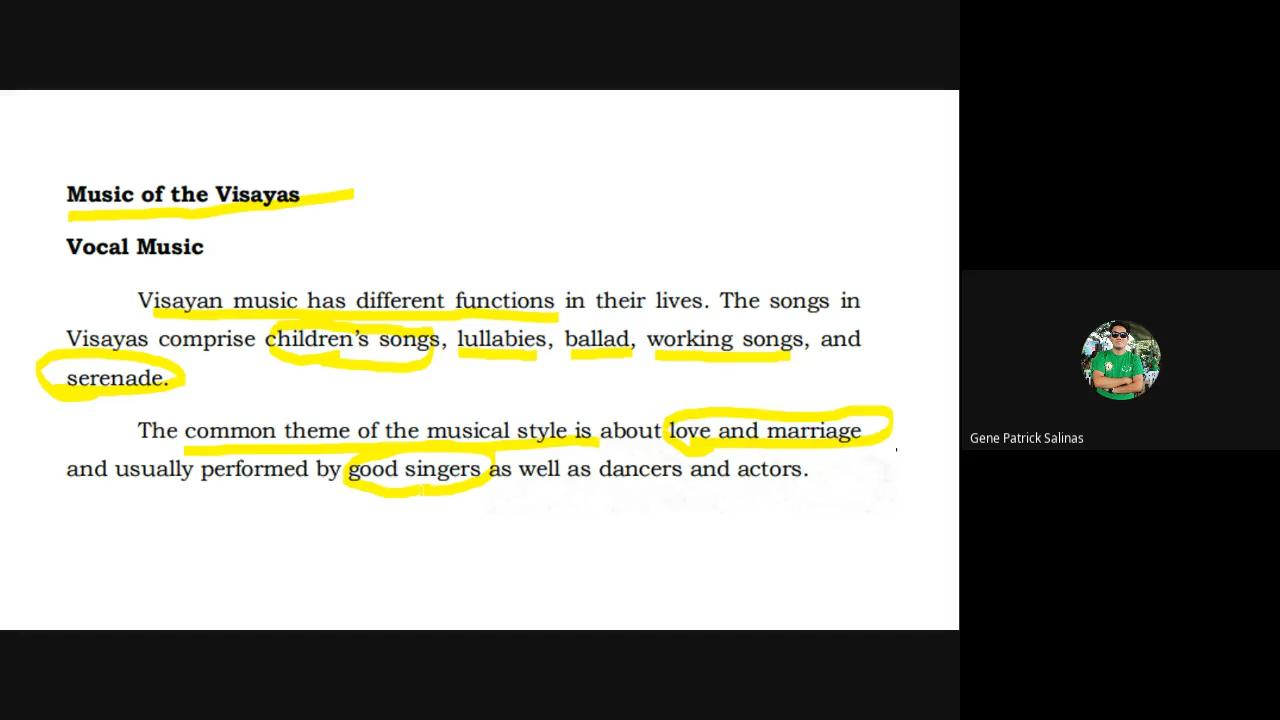 Music of the Visayas
Vocal Music
Visayan music has different functions in their lives. The songs in
Visayas comprise children's songs, lullabies, ballad, working songs, and
serenade.
The common theme of the musical style is about love and marriage
and usually performed by good singers as well as dancers and actors.
Gene Patrick Salinas